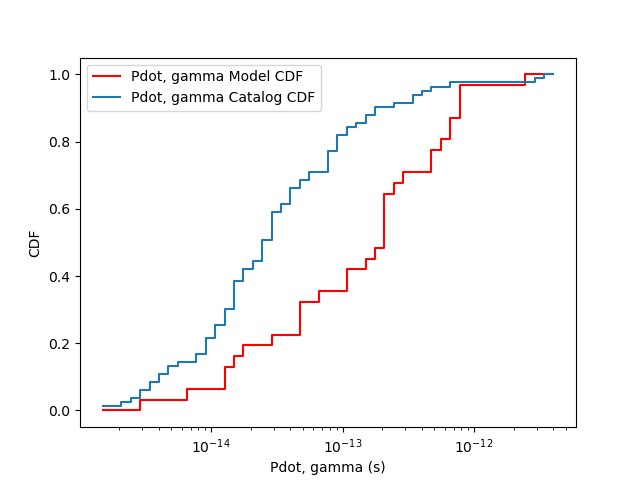 Pdot, gamma Model CDF
Pdot, gamma Catalog CDF
1.0
0.8
0.6
0.4
0.2
0.0
CDF
10⁻¹⁴ 10⁻¹³ 10⁻¹²
Pdot, gamma (s)